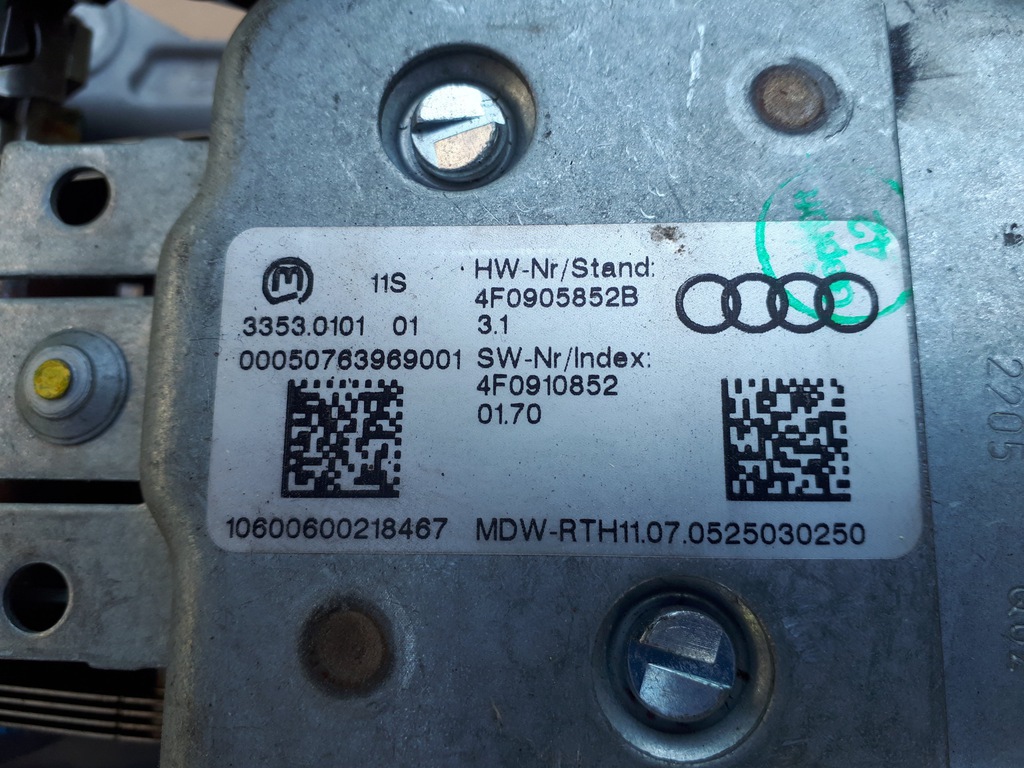 M
11S
3353.0101 01
00050763969001
HW-Nr/Stand:
4F0905852B
3.1
SW-Nr/Index:
4F0910852
01.70
10600600218467
MDW-RTH11.07.0525030250
42
2205